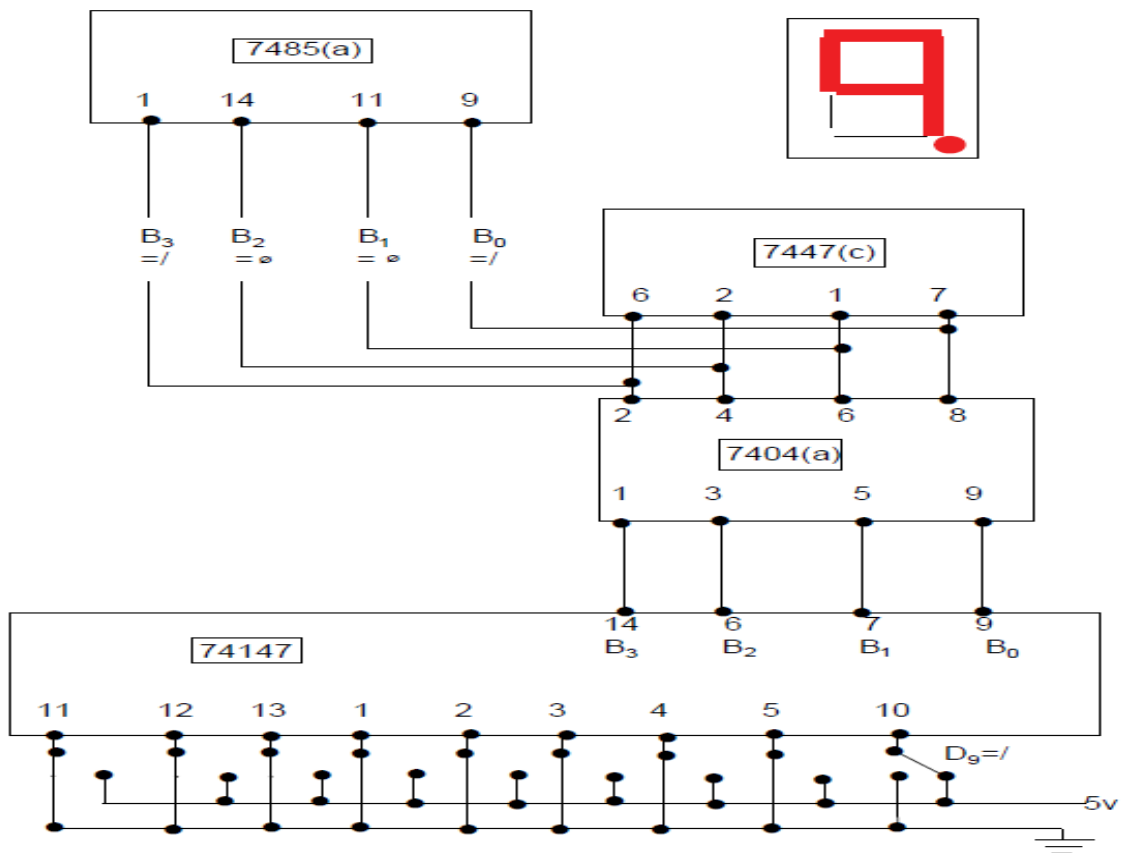 7485(a)
1 14 11 9
B₃ B₂ B₁ B₀
=/ =ø =ø =/
7447(c)
6 2 1 7
2 4 6 8
7404(a)
1 3 5 9
14 6 7 9
B₃ B₂ B₁ B₀
74147
11 12 13 1 2 3 4 5 10
D₉=/
5v
9.